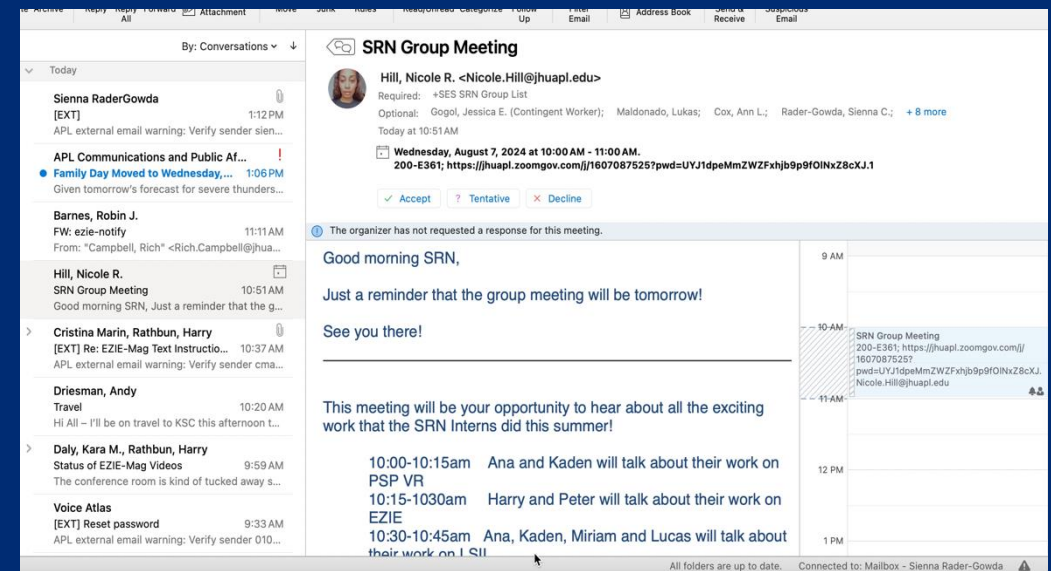 Archive
Reply
All
Forward
Attachment
Move
Junk
Rules
Read/Unread
Categorize
Follow
Up
Filter
Email
Address Book
Send &
Receive
Suspicious
Email
By: Conversations
Today
Sienna RaderGowda
[EXT] 1:12 PM
APL external email warning: Verify sender sien...
APL Communications and Public Af... !
Family Day Moved to Wednesday,... 1:06 PM
Given tomorrow's forecast for severe thunders...
Barnes, Robin J.
FW: ezie-notify 11:11 AM
From: "Campbell, Rich" <Rich.Campbell@jhua...
Hill, Nicole R.
SRN Group Meeting 10:51 AM
Good morning SRN, Just a reminder that the g...
Cristina Marin, Rathbun, Harry
[EXT] Re: EZIE-Mag Text Instructio... 10:37 AM
APL external email warning: Verify sender cma...
Driesman, Andy
Travel 10:20 AM
Hi All – I'll be on travel to KSC this afternoon t...
Daly, Kara M., Rathbun, Harry
Status of EZIE-Mag Videos 9:59 AM
The conference room is kind of tucked away s...
Voice Atlas
[EXT] Reset password 9:33 AM
APL external email warning: Verify sender 010...
SRN Group Meeting
Hill, Nicole R. <Nicole.Hill@jhuapl.edu>
Required: +SES SRN Group List
Optional: Gogol, Jessica E. (Contingent Worker); Maldonado, Lukas; Cox, Ann L.; Rader-Gowda, Sienna C.; + 8 more
Today at 10:51 AM
Wednesday, August 7, 2024 at 10:00 AM - 11:00 AM.
200-E361; https://jhuapl.zoomgov.com/j/1607087525?pwd=UYJ1dpeMmZWZFxhjb9p9fOlNxZ8cXJ.1
Accept ? Tentative Decline
The organizer has not requested a response for this meeting.
Good morning SRN,
Just a reminder that the group meeting will be tomorrow!
See you there!
This meeting will be your opportunity to hear about all the exciting
work that the SRN Interns did this summer!
10:00-10:15am Ana and Kaden will talk about their work on
PSP VR
10:15-1030am Harry and Peter will talk about their work on
EZIE
10:30-10:45am Ana, Kaden, Miriam and Lucas will talk about
their work on
9 AM
10 AM
SRN Group Meeting
200-E361; https://jhuapl.zoomgov.com/j/
1607087525?
pwd=UYJ1dpeMmZWZFxhjb9p9fOlNxZ8cXJ.
Nicole.Hill@jhuapl.edu
11 AM
12 PM
1 PM
All folders are up to date. Connected to: Mailbox - Sienna Rader-Gowda